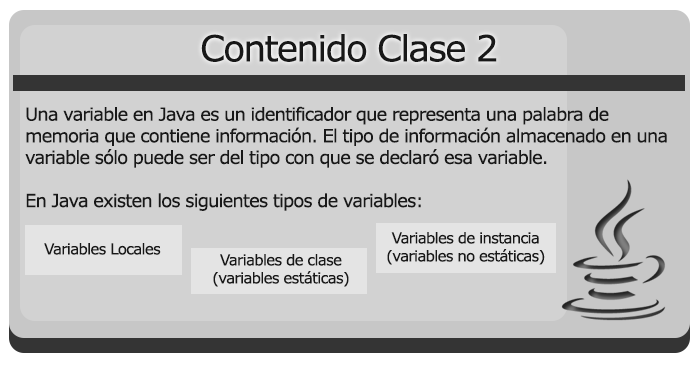 Contenido Clase 2
Una variable en Java es un identificador que representa una palabra de
memoria que contiene información. El tipo de información almacenado en una
variable sólo puede ser del tipo con que se declaró esa variable.
En Java existen los siguientes tipos de variables:
Variables Locales
Variables de clase
(variables estáticas)
Variables de instancia
(variables no estáticas)